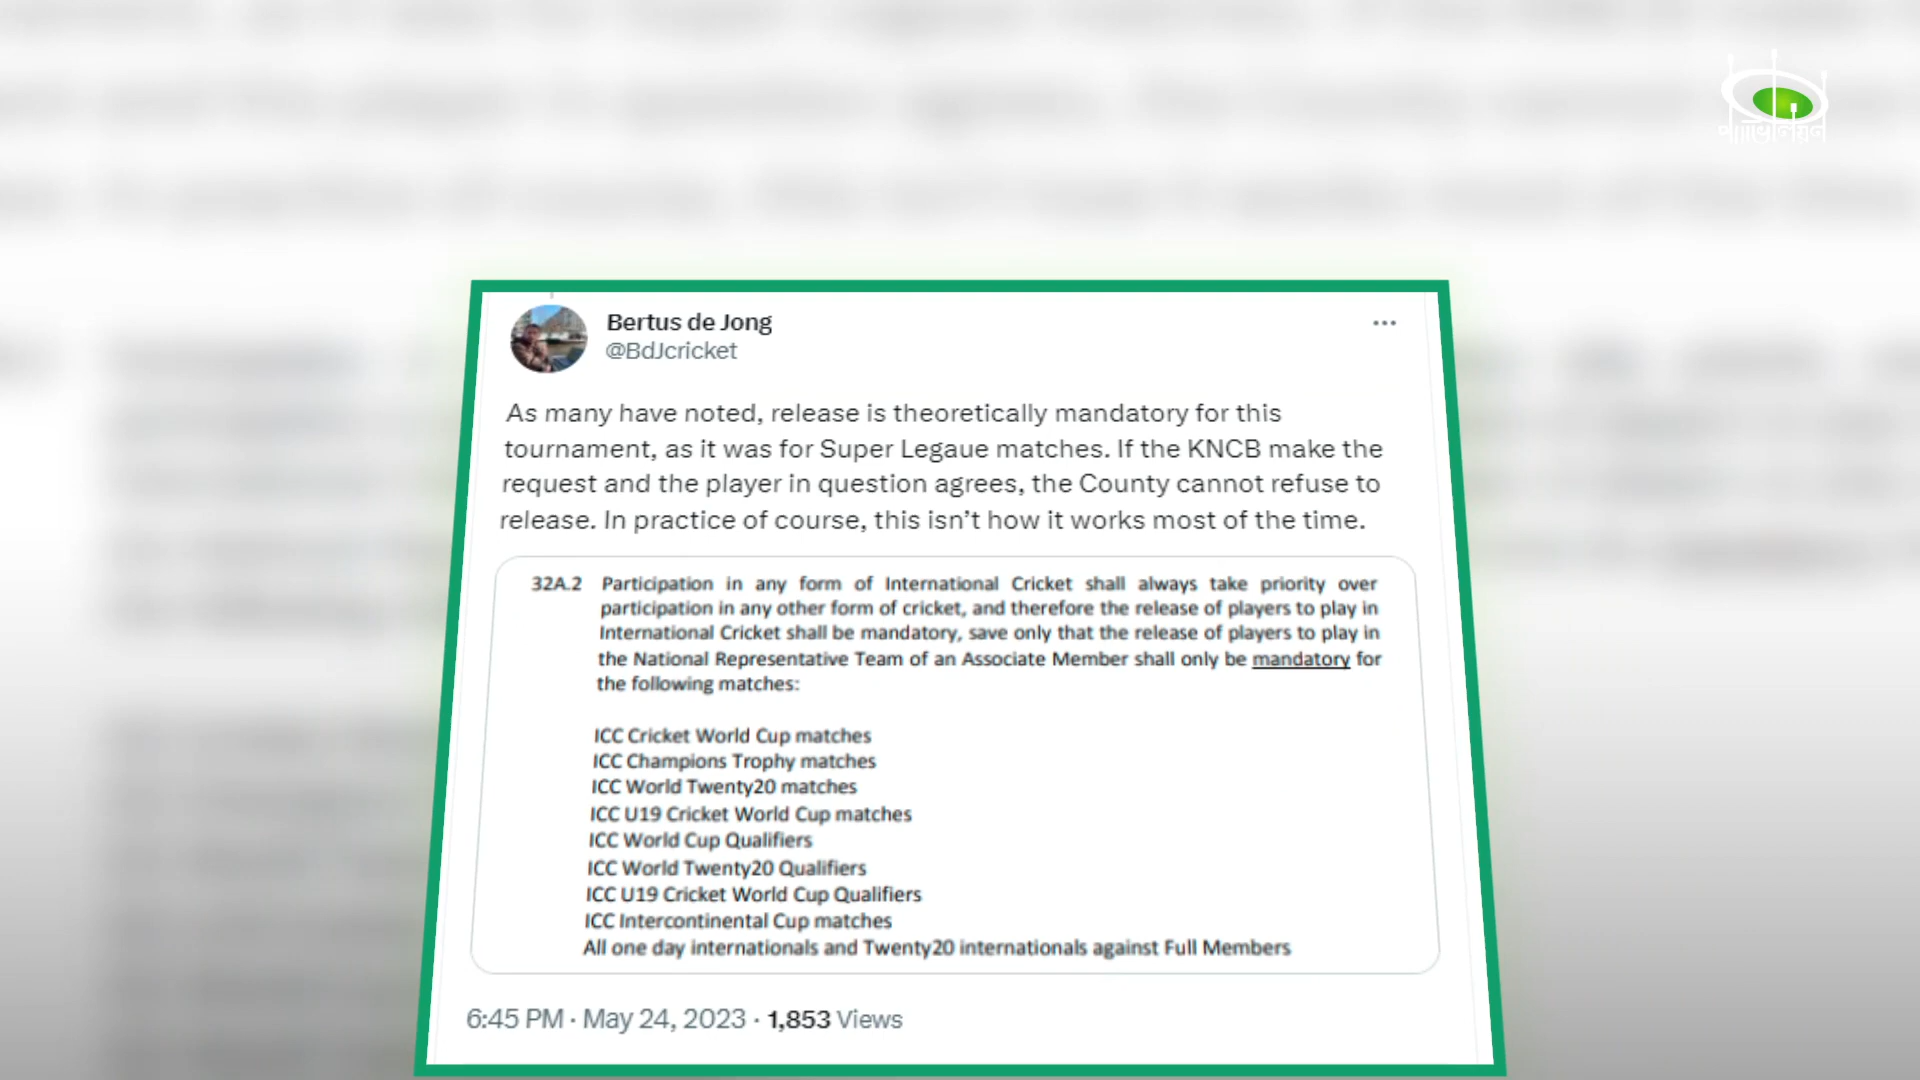 প্যাভিলিয়ন
Bertus de Jong
@BdJcricket
As many have noted, release is theoretically mandatory for this
tournament, as it was for Super Legaue matches. If the KNCB make the
request and the player in question agrees, the County cannot refuse to
release. In practice of course, this isn’t how it works most of the time.
32A.2 Participation in any form of International Cricket shall always take priority over
participation in any other form of cricket, and therefore the release of players to play in
International Cricket shall be mandatory, save only that the release of players to play in
the National Representative Team of an Associate Member shall only be mandatory for
the following matches:
ICC Cricket World Cup matches
ICC Champions Trophy matches
ICC World Twenty20 matches
ICC U19 Cricket World Cup matches
ICC World Cup Qualifiers
ICC World Twenty20 Qualifiers
ICC U19 Cricket World Cup Qualifiers
ICC Intercontinental Cup matches
All one day internationals and Twenty20 internationals against Full Members
6:45 PM · May 24, 2023 · 1,853 Views